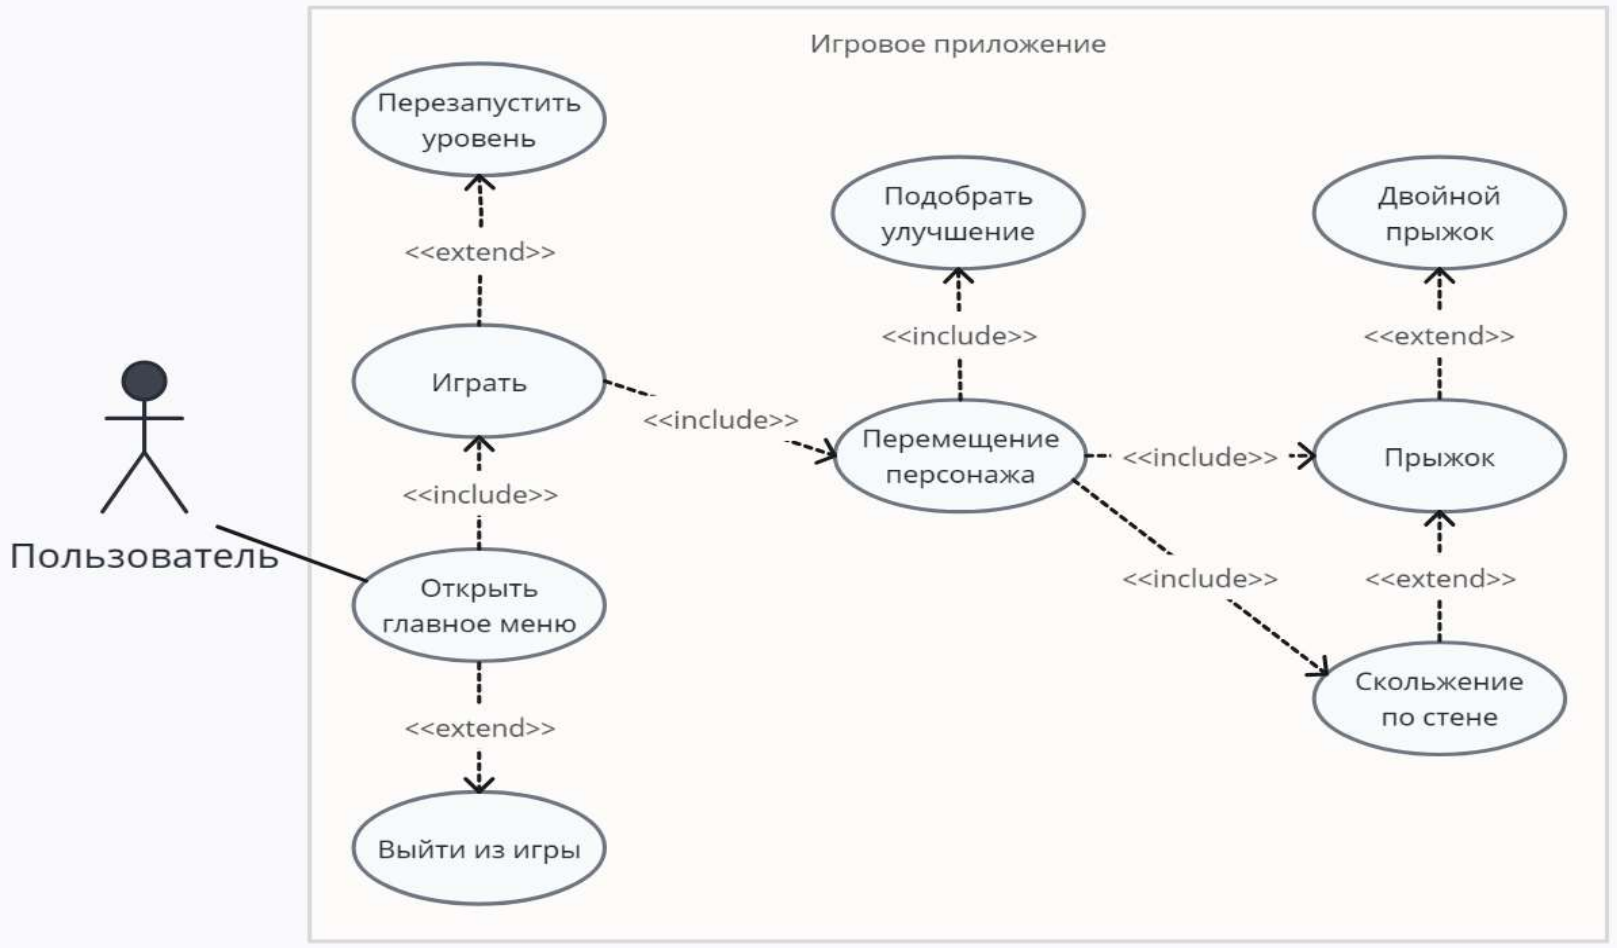 Игровое приложение
Перезапустить
уровень
<<extend>>
Играть
<<include>>
Открыть
главное меню
<<extend>>
Выйти из игры
Пользователь
<<include>>
Подобрать
улучшение
<<include>>
Перемещение
персонажа
<<include>>
<<include>>
Двойной
прыжок
<<extend>>
Прыжок
<<extend>>
Скольжение
по стене